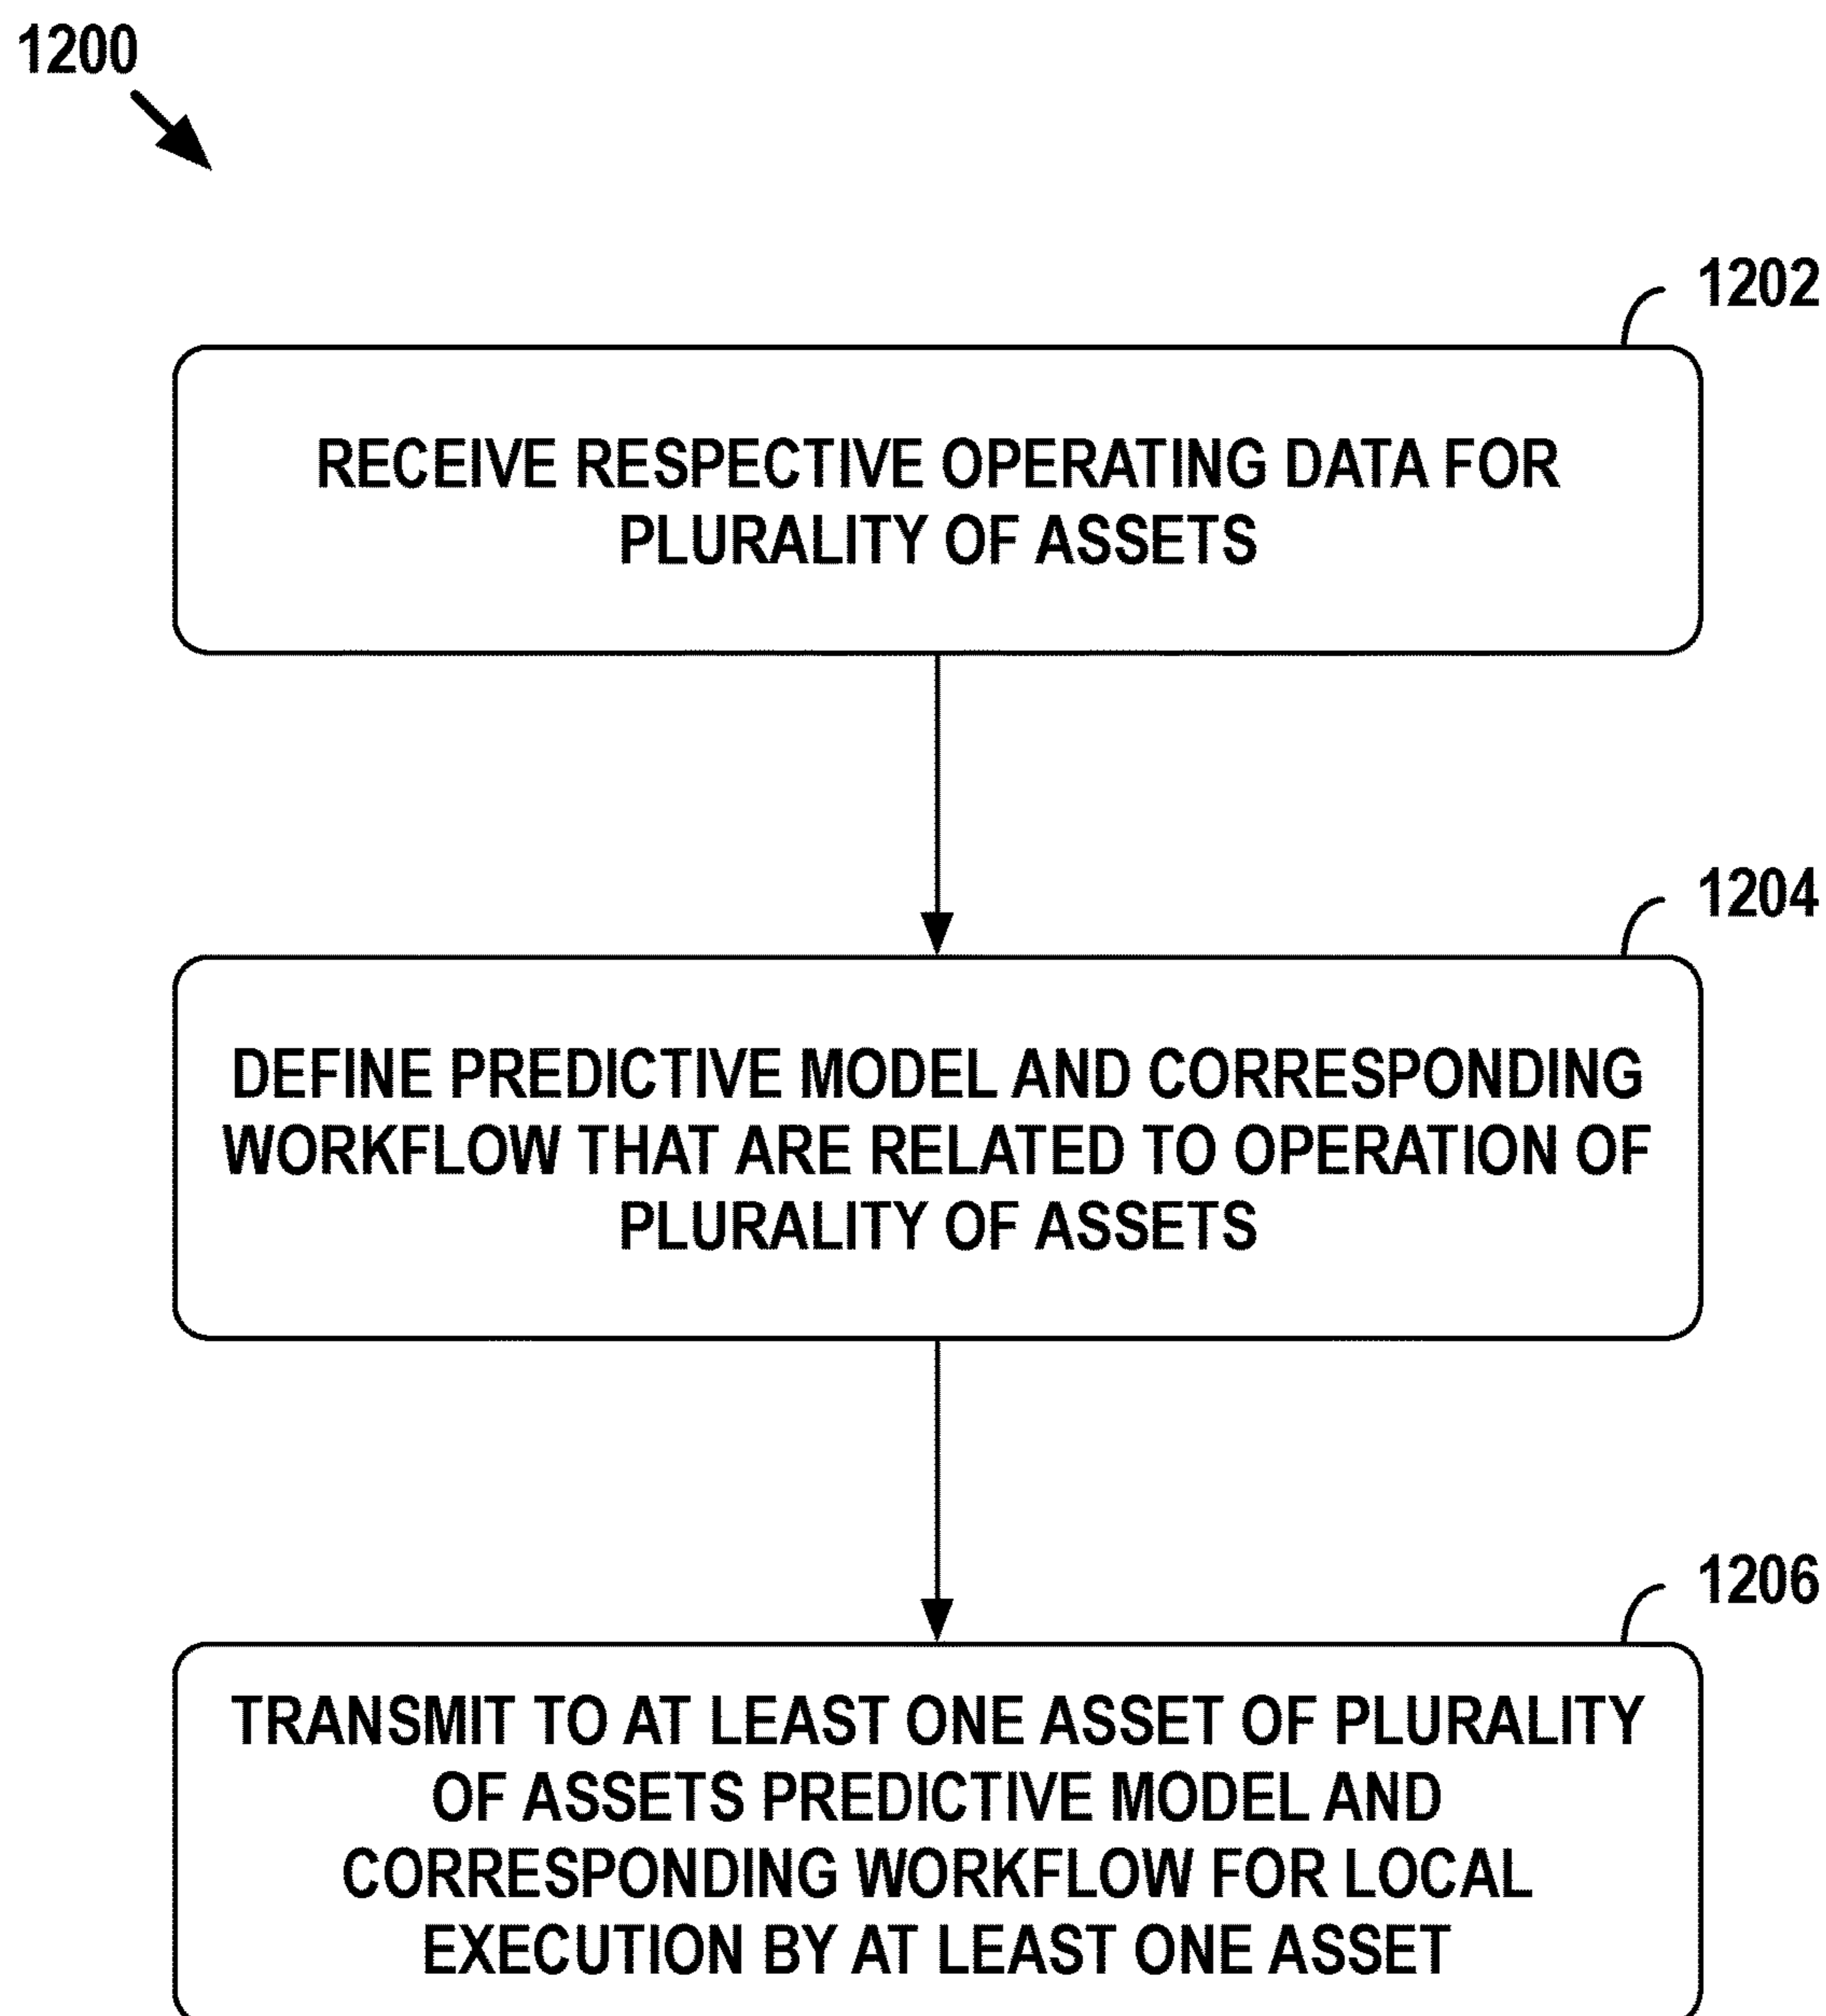 1200
1202
RECEIVE RESPECTIVE OPERATING DATA FOR
PLURALITY OF ASSETS
1204
DEFINE PREDICTIVE MODEL AND CORRESPONDING
WORKFLOW THAT ARE RELATED TO OPERATION OF
PLURALITY OF ASSETS
1206
TRANSMIT TO AT LEAST ONE ASSET OF PLURALITY
OF ASSETS PREDICTIVE MODEL AND
CORRESPONDING WORKFLOW FOR LOCAL
EXECUTION BY AT LEAST ONE ASSET